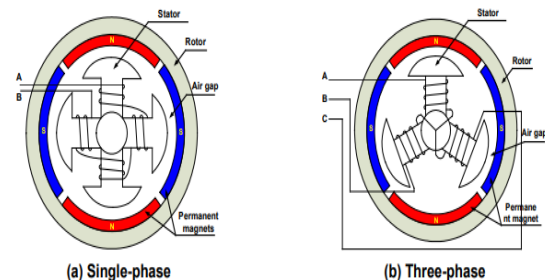 Stator
N
Rotor
A
B
Air gap
S
S
N
Permanent
magnets
(a) Single-phase
Stator
N
Rotor
A
B
C
S
S
Air gap
N
Permane
nt magnet
(b) Three-phase